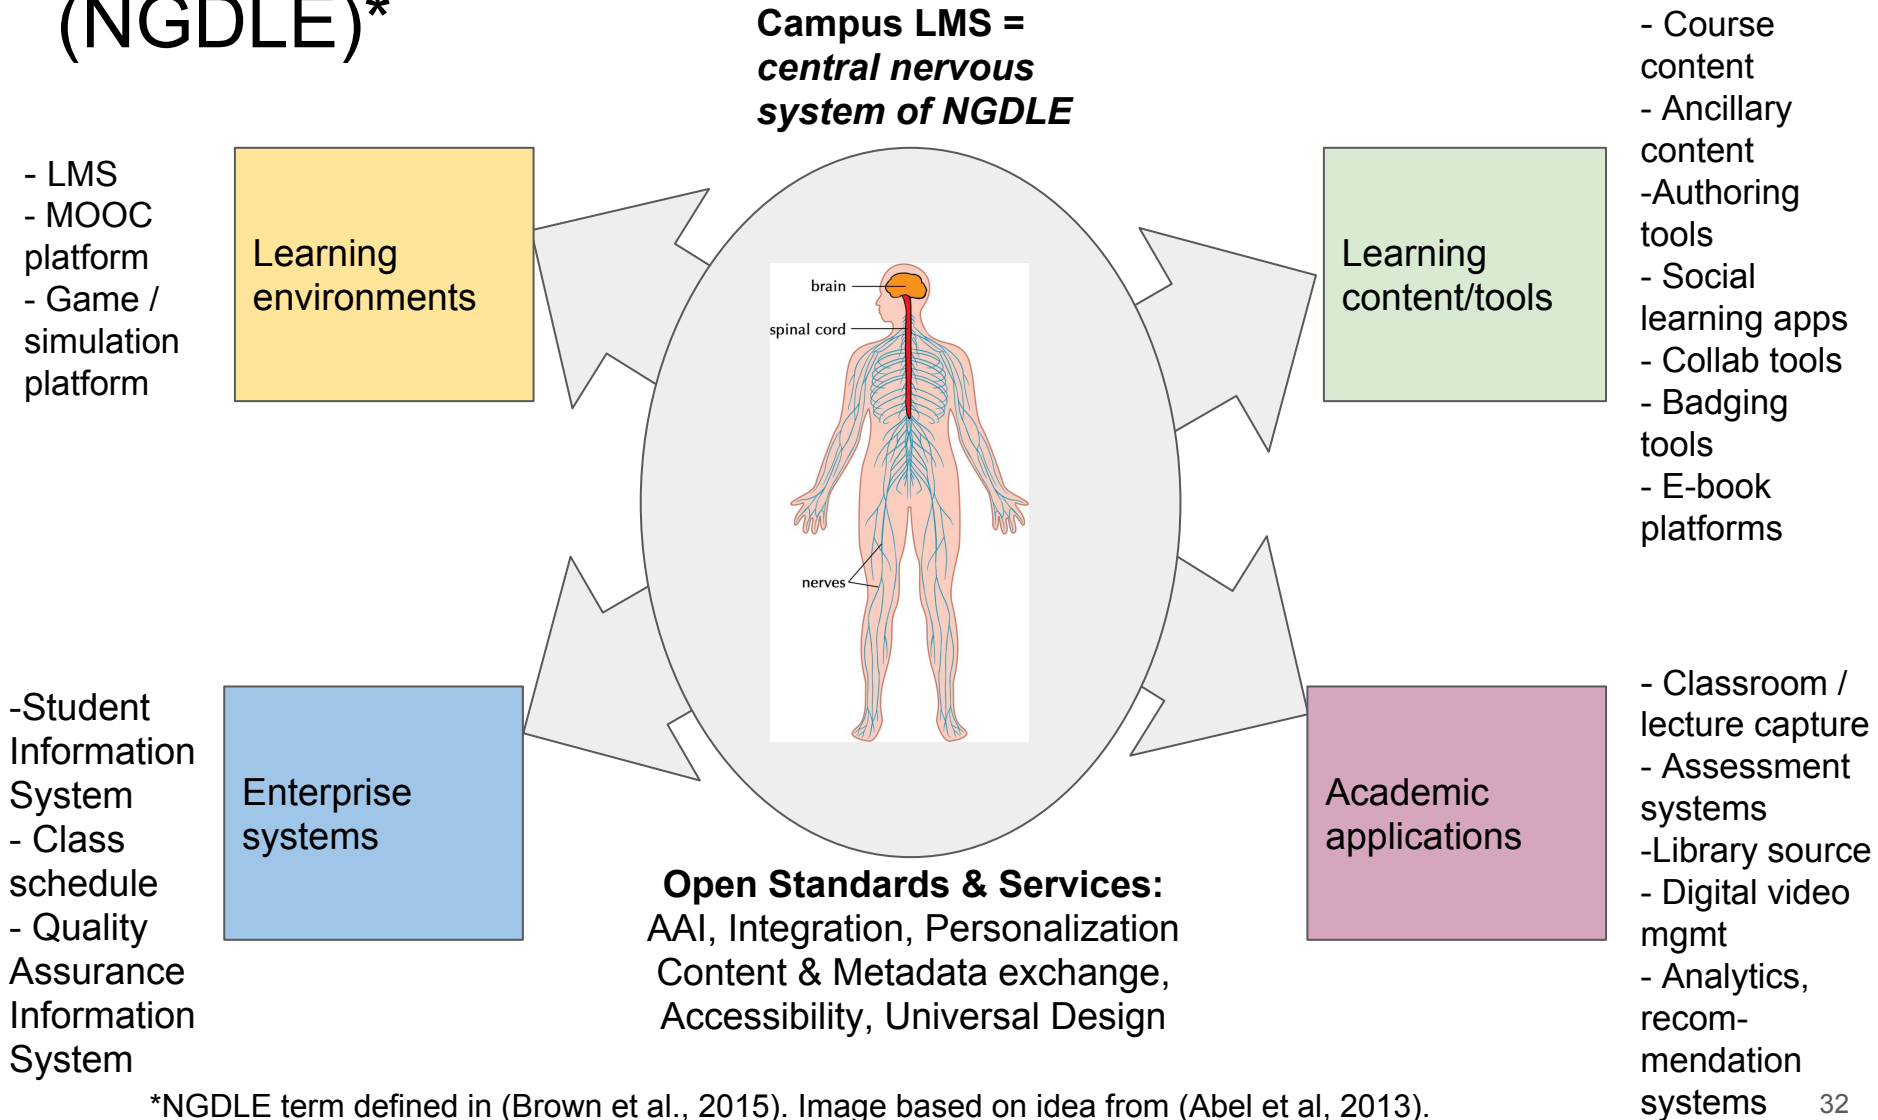 (NGDLE)*
Campus LMS =
central nervous
system of NGDLE
- LMS
- MOOC
platform
- Game /
simulation
platform
Learning
environments
brain
spinal cord
nerves
Learning
content/tools
- Course
content
- Ancillary
content
-Authoring
tools
- Social
learning apps
- Collab tools
- Badging
tools
- E-book
platforms
-Student
Information
System
- Class
schedule
- Quality
Assurance
Information
System
Enterprise
systems
Open Standards & Services:
AAI, Integration, Personalization
Content & Metadata exchange,
Accessibility, Universal Design
Academic
applications
- Classroom /
lecture capture
- Assessment
systems
-Library source
- Digital video
mgmt
- Analytics,
recom-
mendation
systems
*NGDLE term defined in (Brown et al., 2015). Image based on idea from (Abel et al, 2013).
32